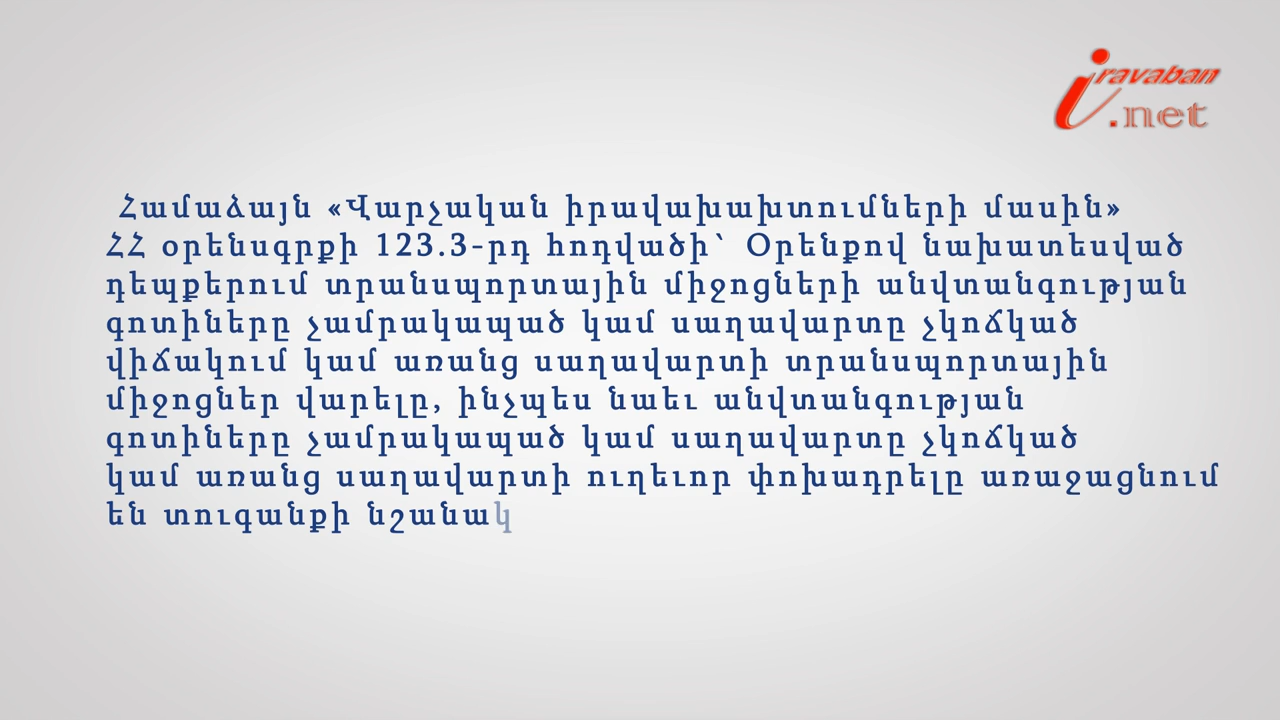 iravaban
.net
Համաձայն «Վարչական իրավախախտումների մասին»
ՀՀ օրենսգրքի 123.3-րդ հոդվածի՝ Օրենքով նախատեսված
դեպքերում տրանսպորտային միջոցների անվտանգության
գոտիները չամրակապած կամ սաղավարտը չկոճկած
վիճակում կամ առանց սաղավարտի տրանսպորտային
միջոցներ վարելը, ինչպես նաեւ անվտանգության
գոտիները չամրակապած կամ սաղավարտը չկոճկած
կամ առանց սաղավարտի ուղեւոր փոխադրելը առաջացնում
են տուգանքի նշանակ